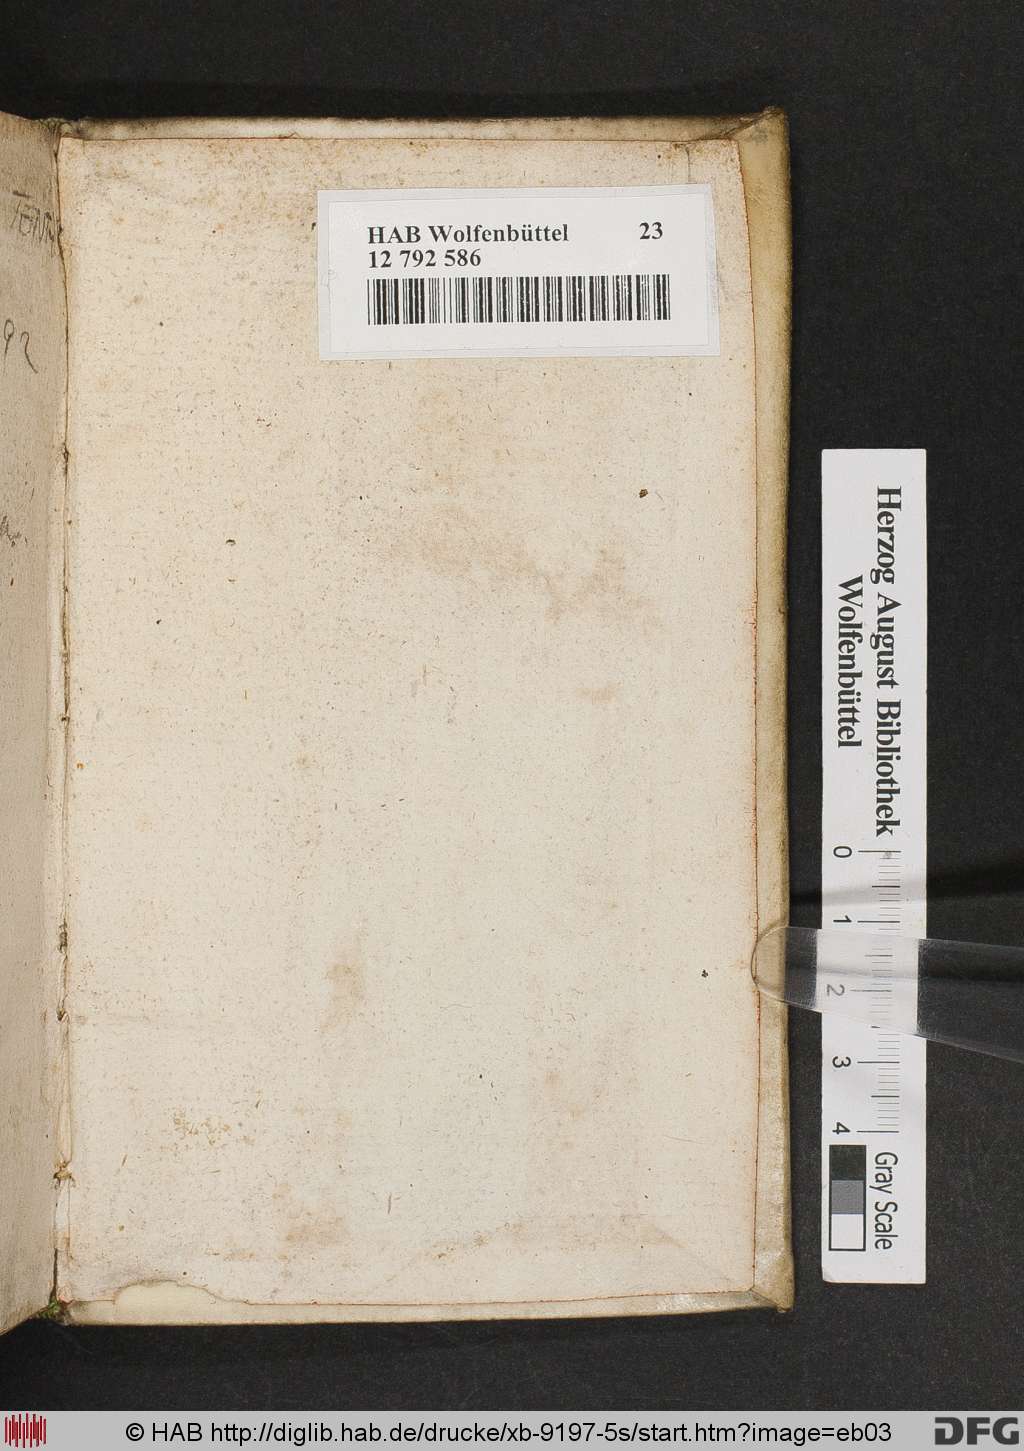 HAB Wolfenbüttel 23
12 792 586
Herzog August Bibliothek
Wolfenbüttel
0 1 2 3 4
Gray Scale
© HAB http://diglib.hab.de/drucke/xb-9197-5s/start.htm?image=eb03
DFG